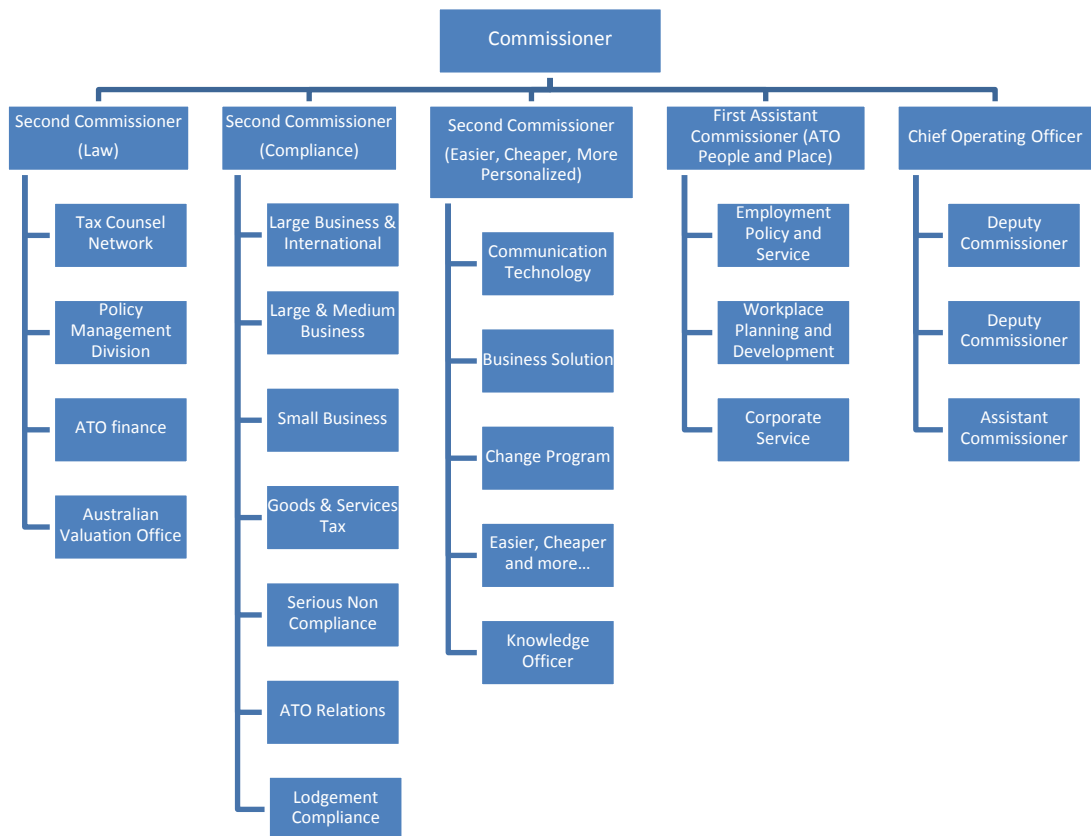 Commissioner
Second Commissioner
(Law)
Tax Counsel
Network
Policy
Management
Division
ATO finance
Australian
Valuation Office
Second Commissioner
(Compliance)
Large Business &
International
Large & Medium
Business
Small Business
Goods & Services
Tax
Serious Non
Compliance
ATO Relations
Lodgement
Compliance
Second Commissioner
(Easier, Cheaper, More
Personalized)
Communication
Technology
Business Solution
Change Program
Easier, Cheaper
and more...
Knowledge
Officer
First Assistant
Commissioner (ATO
People and Place)
Employment
Policy and
Service
Workplace
Planning and
Development
Corporate
Service
Chief Operating Officer
Deputy
Commissioner
Deputy
Commissioner
Assistant
Commissioner